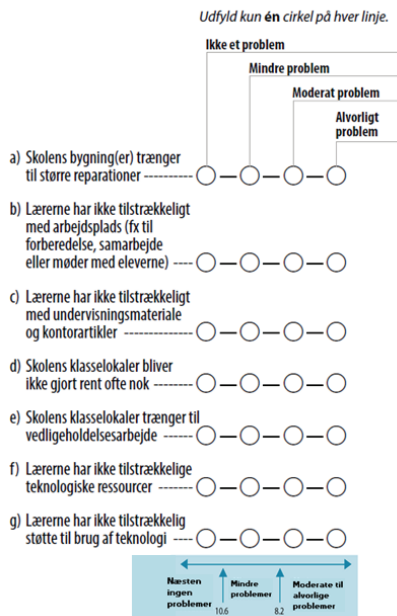 Udfyld kun én cirkel på hver linje.
Ikke et problem
Mindre problem
Moderat problem
Alvorligt
problem
a) Skolens bygning(er) trænger
til større reparationer
b) Lærerne har ikke tilstrækkeligt
med arbejdsplads (fx til
forberedelse, samarbejde
eller møder med eleverne)
c) Lærerne har ikke tilstrækkeligt
med undervisningsmateriale
og kontorartikler
d) Skolens klasselokaler bliver
ikke gjort rent ofte nok
e) Skolens klasselokaler trænger til
vedligeholdelsesarbejde
f) Lærerne har ikke tilstrækkelige
teknologiske ressourcer
g) Lærerne har ikke tilstrækkelig
støtte til brug af teknologi
Næsten
ingen
problemer
10.6
Mindre
problemer
8.2
Moderate til
alvorlige
problemer